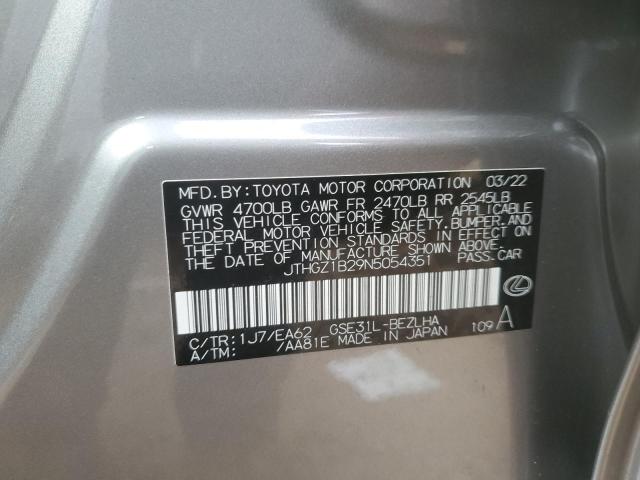 MFD. BY: TOYOTA MOTOR CORPORATION 03/22
GVWR 4700LB GAWR FR 2470LB RR 2545LB
THIS VEHICLE CONFORMS TO ALL APPLICABLE
FEDERAL MOTOR VEHICLE SAFETY, BUMPER, AND
THEFT PREVENTION STANDARDS IN EFFECT ON
THE DATE OF MANUFACTURE SHOWN ABOVE.
JTHGZ1B29N5054351 PASS. CAR
C/TR: 1J7/EA62 GSE31L-BEZLHA
A/TM: /AA81E MADE IN JAPAN 109 A